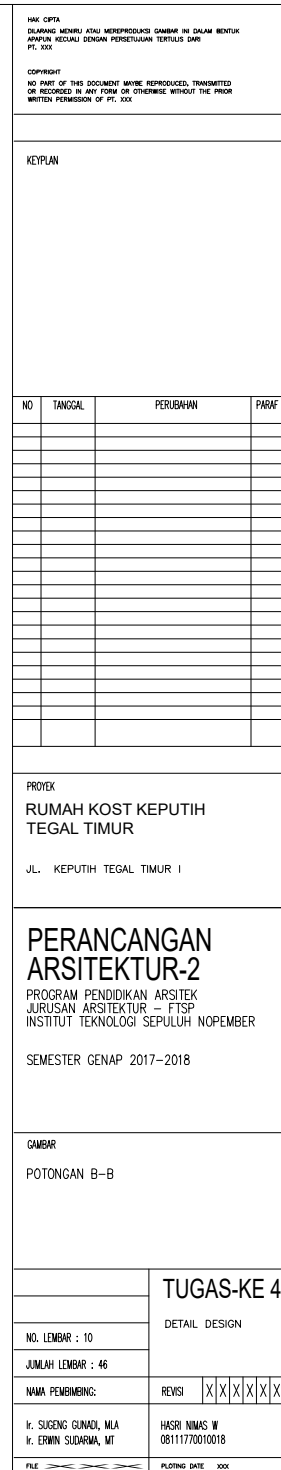 HAK CIPTA
DILARANG MENIRU ATAU MEREPRODUKSI GAMBAR INI DALAM BENTUK
APAPUN KECUALI DENGAN PERSETUJUAN TERTULIS DARI
PT. XXX
COPYRIGHT
NO PART OF THIS DOCUMENT MAYBE REPRODUCED, TRANSMITTED
OR RECORDED IN ANY FORM OR OTHERWISE WITHOUT THE PRIOR
WRITTEN PERMISSION OF PT. XXX
KEYPLAN
NO TANGGAL PERUBAHAN PARAF
PROYEK
RUMAH KOST KEPUTIH
TEGAL TIMUR
JL. KEPUTIH TEGAL TIMUR I
PERANCANGAN
ARSITEKTUR-2
PROGRAM PENDIDIKAN ARSITEK
JURUSAN ARSITEKTUR – FTSP
INSTITUT TEKNOLOGI SEPULUH NOPEMBER
SEMESTER GENAP 2017-2018
GAMBAR
POTONGAN B-B
TUGAS-KE 4
DETAIL DESIGN
NO. LEMBAR : 10
JUMLAH LEMBAR : 46
NAMA PEMBIMBING:
REVISI X X X X X X
Ir. SUGENG GUNADI, MLA
Ir. ERWIN SUDARMA, MT
HASRI NIMAS W
08111770010018
FILE
PLOTING DATE XXX